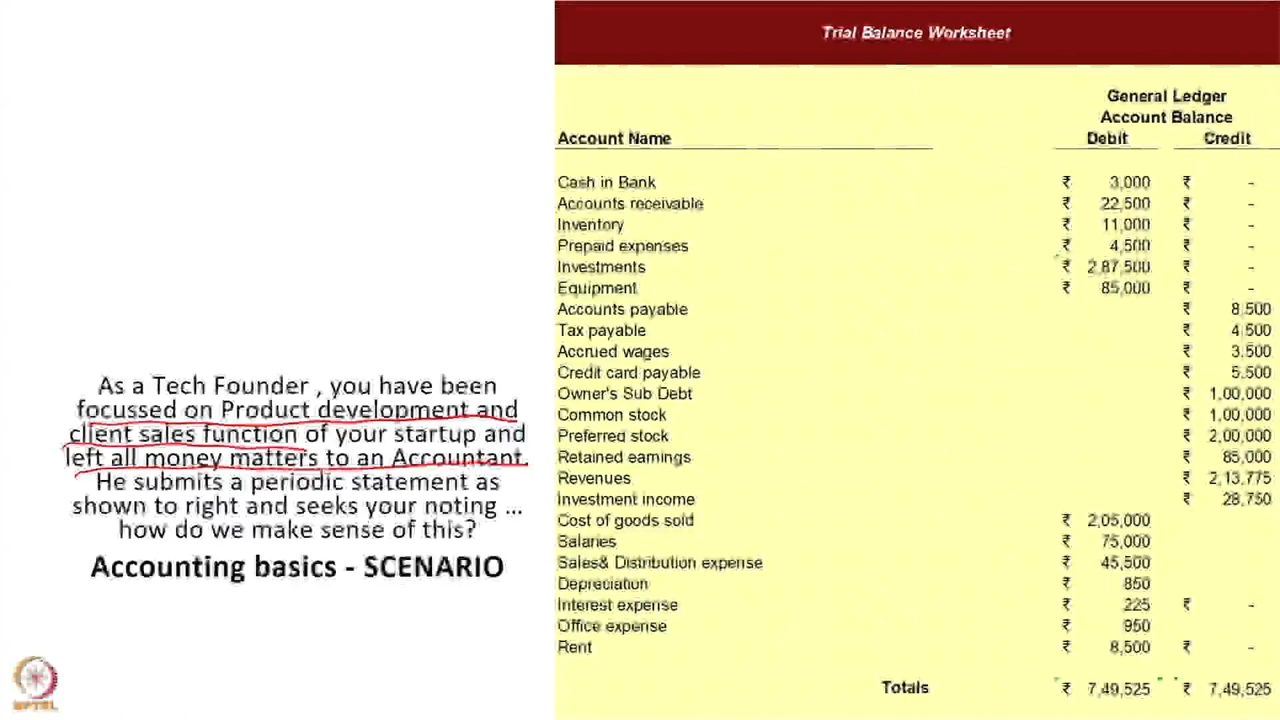 As a Tech Founder , you have been
focussed on Product development and
client sales function of your startup and
left all money matters to an Accountant.
He submits a periodic statement as
shown to right and seeks your noting ...
how do we make sense of this?
Accounting basics - SCENARIO
NPTEL
Trial Balance Worksheet
General Ledger
Account Balance
Account Name Debit Credit
Cash in Bank ₹ 3,000 ₹ -
Accounts receivable ₹ 22,500 ₹ -
Inventory ₹ 11,000 ₹ -
Prepaid expenses ₹ 4,500 ₹ -
Investments ₹ 2,87,500 ₹ -
Equipment ₹ 85,000 ₹ -
Accounts payable ₹ 8,500
Tax payable ₹ 4,500
Accrued wages ₹ 3,500
Credit card payable ₹ 5,500
Owner's Sub Debt ₹ 1,00,000
Common stock ₹ 1,00,000
Preferred stock ₹ 2,00,000
Retained earnings ₹ 85,000
Revenues ₹ 2,13,775
Investment income ₹ 28,750
Cost of goods sold ₹ 2,05,000
Salaries ₹ 75,000
Sales& Distribution expense ₹ 45,500
Depreciation ₹ 850
Interest expense ₹ 225 ₹ -
Office expense ₹ 950
Rent ₹ 8,500 ₹ -
Totals ₹ 7,49,525 ₹ 7,49,525